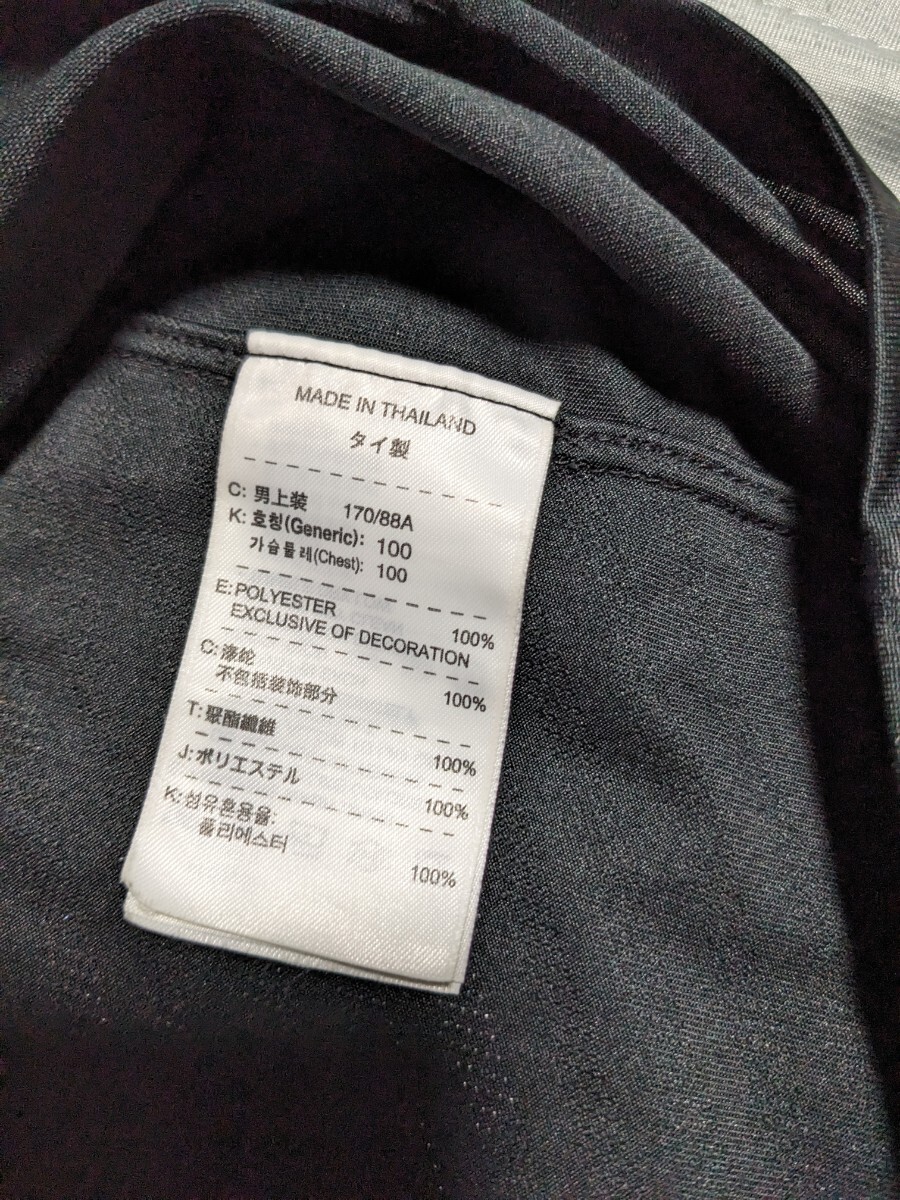 MADE IN THAILAND
タイ製
C: 男上装 170/88A
K: 호칭(Generic): 100
가슴둘레(Chest): 100
E: POLYESTER 100%
EXCLUSIVE OF DECORATION
C: 涤纶 100%
不包括装饰部分
T: 聚酯纖維 100%
J: ポリエステル 100%
K: 섬유혼용율:
폴리에스터 100%